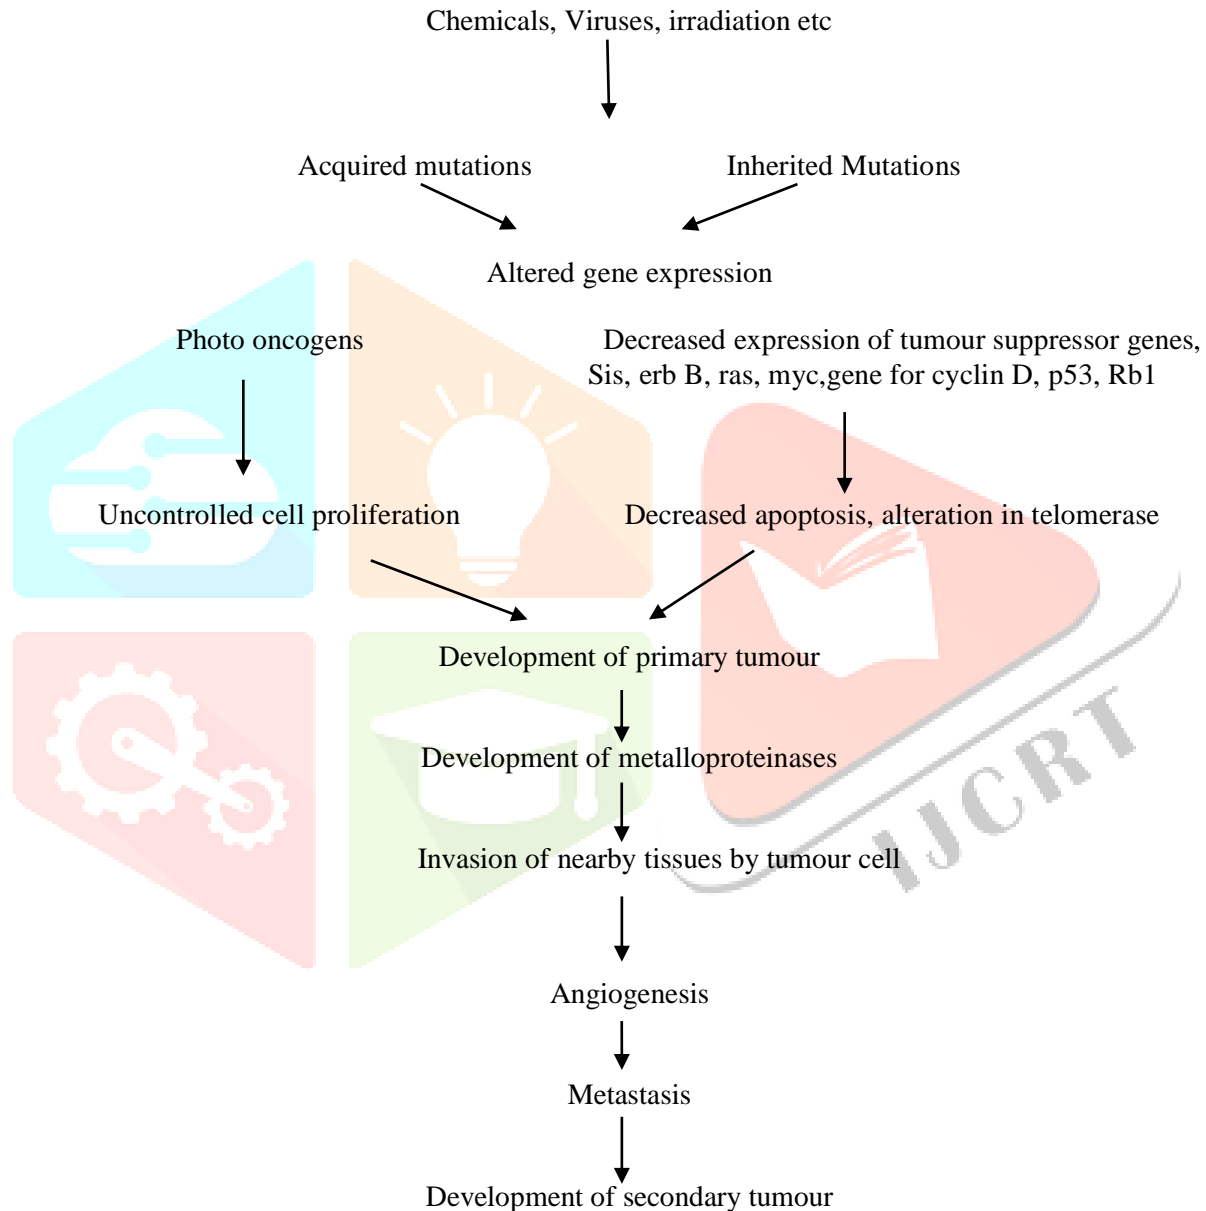 Chemicals, Viruses, irradiation etc
Acquired mutations
Inherited Mutations
Altered gene expression
Photo oncogens
Decreased expression of tumour suppressor genes,
Sis, erb B, ras, myc,gene for cyclin D, p53, Rb1
Uncontrolled cell proliferation
Decreased apoptosis, alteration in telomerase
Development of primary tumour
Development of metalloproteinases
Invasion of nearby tissues by tumour cell
IJCRT
Angiogenesis
Metastasis
Development of secondary tumour